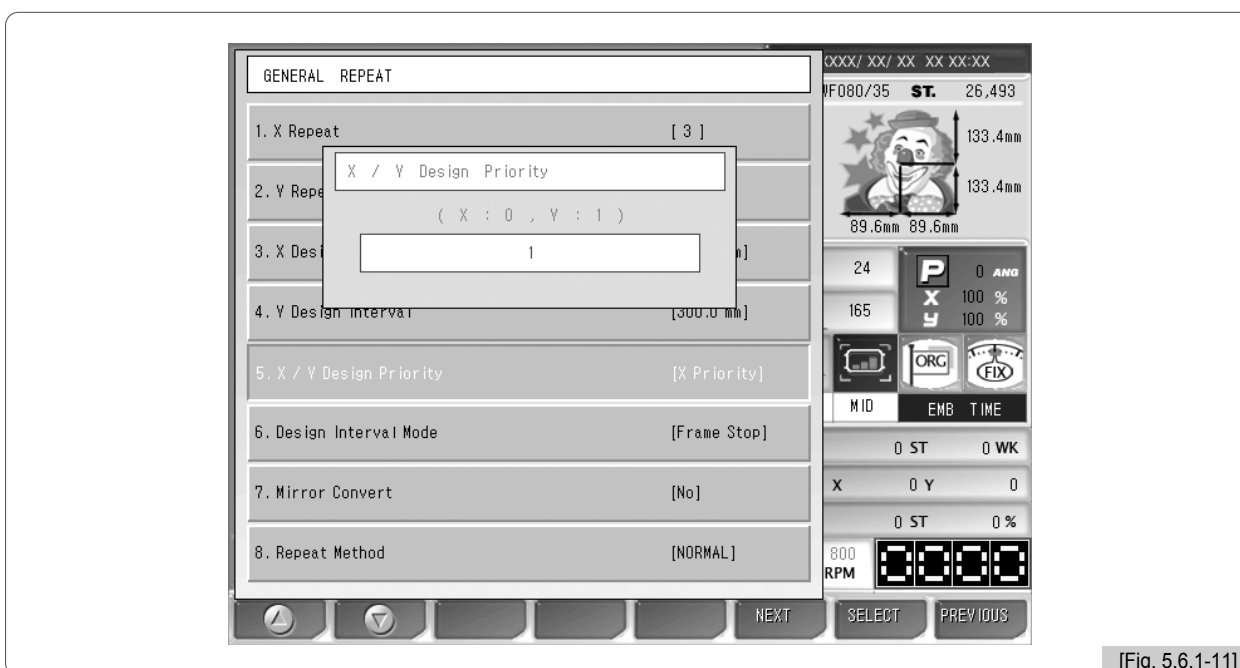 GENERAL REPEAT
XXX/ XX/ XX XX XX:XX
1. X Repeat [ 3 ]
2. Y Repe
3. X Desi
4. Y Design Interval [300.0 mm]
5. X / Y Design Priority [X Priority]
6. Design Interval Mode [Frame Stop]
7. Mirror Convert [No]
8. Repeat Method [NORMAL]
X / Y Design Priority
( X : 0 , Y : 1 )
1
F080/35 ST. 26,493
133.4mm
133.4mm
89.6mm 89.6mm
24
165
P 0 ANG
X 100 %
Y 100 %
ORG
FIX
MID
EMB TIME
0 ST 0 WK
X 0 Y 0
0 ST 0 %
800
RPM
0000
NEXT SELECT PREVIOUS
[Fig. 5.6.1-11]